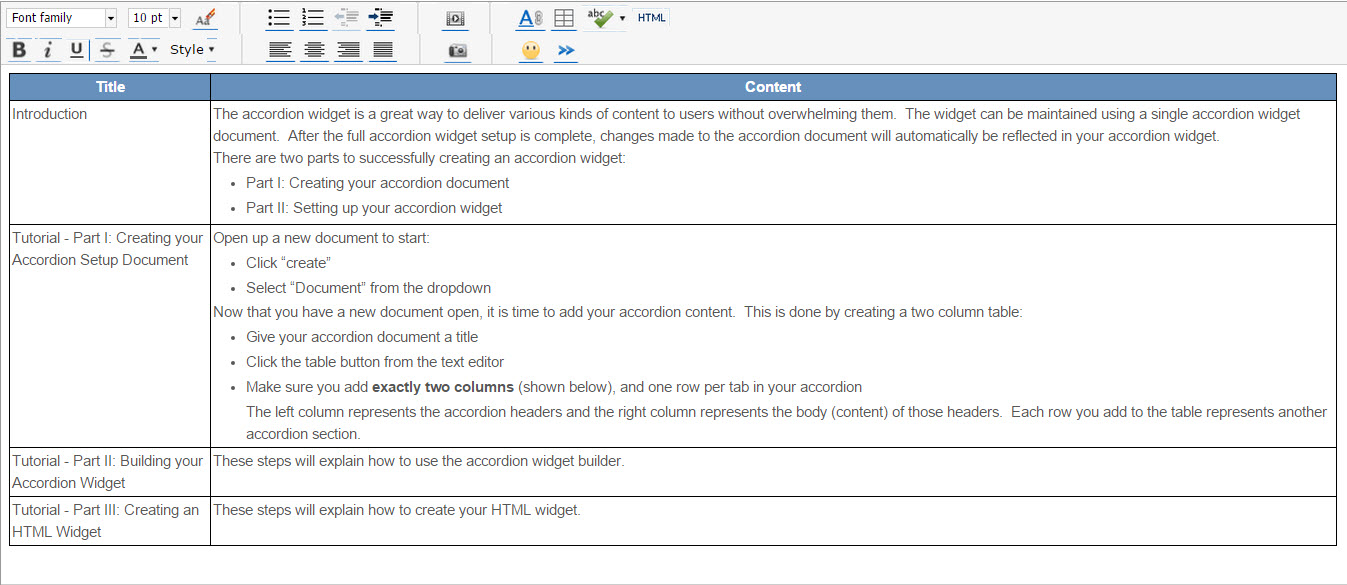 Font family 10 pt Aa abc HTML
B i U S A Style
Title Content
Introduction
The accordion widget is a great way to deliver various kinds of content to users without overwhelming them.  The widget can be maintained using a single accordion widget
document.  After the full accordion widget setup is complete, changes made to the accordion document will automatically be reflected in your accordion widget.
There are two parts to successfully creating an accordion widget:
• Part I: Creating your accordion document
• Part II: Setting up your accordion widget
Tutorial - Part I: Creating your
Accordion Setup Document
Open up a new document to start:
• Click “create”
• Select “Document” from the dropdown
Now that you have a new document open, it is time to add your accordion content.  This is done by creating a two column table:
• Give your accordion document a title
• Click the table button from the text editor
• Make sure you add exactly two columns (shown below), and one row per tab in your accordion
The left column represents the accordion headers and the right column represents the body (content) of those headers.  Each row you add to the table represents another
accordion section.
Tutorial - Part II: Building your
Accordion Widget
These steps will explain how to use the accordion widget builder.
Tutorial - Part III: Creating an
HTML Widget
These steps will explain how to create your HTML widget.